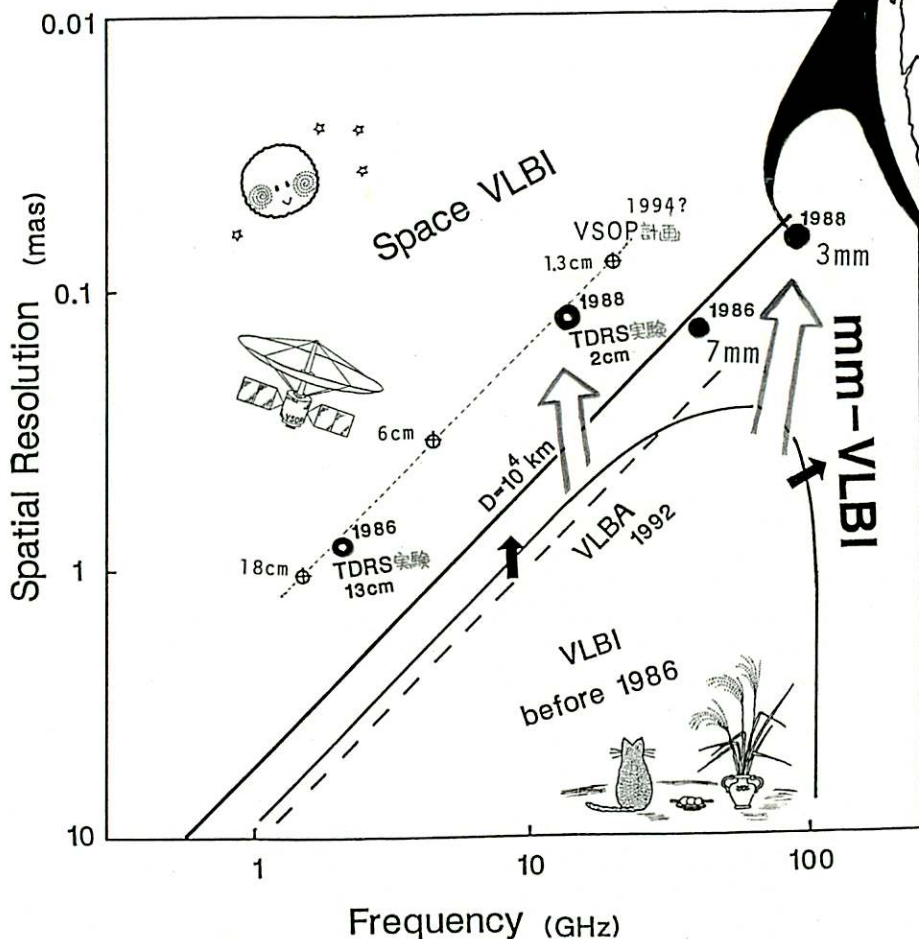 0.01
Space VLBI
1994?
VSOP計画
1.3cm
1988
3mm
0.1
1988
TDRS実験
2cm
1986
7mm
mm-VLBI
VSOP
6cm
D=10⁴ km
VLBA
1992
1986
TDRS実験
13cm
18cm
1
VLBI
before 1986
10
1
10
100
Spatial Resolution (mas)
Frequency (GHz)